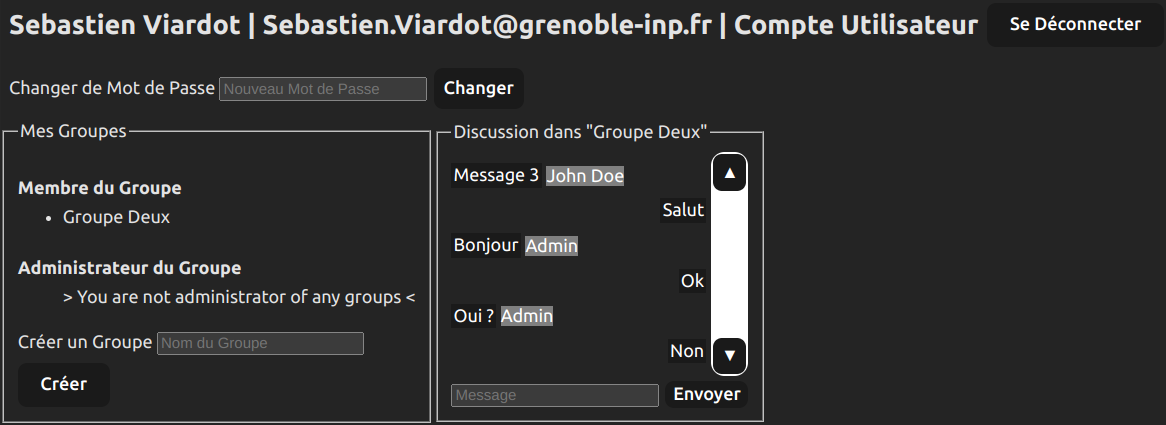 Sebastien Viardot | Sebastien.Viardot@grenoble-inp.fr | Compte Utilisateur Se Déconnecter
Changer de Mot de Passe Nouveau Mot de Passe Changer
Mes Groupes
Membre du Groupe
• Groupe Deux
Administrateur du Groupe
> You are not administrator of any groups <
Créer un Groupe Nom du Groupe
Créer
Discussion dans "Groupe Deux"
Message 3 John Doe
▲
Salut
Bonjour Admin
Ok
Oui ? Admin
Non
▼
Message Envoyer